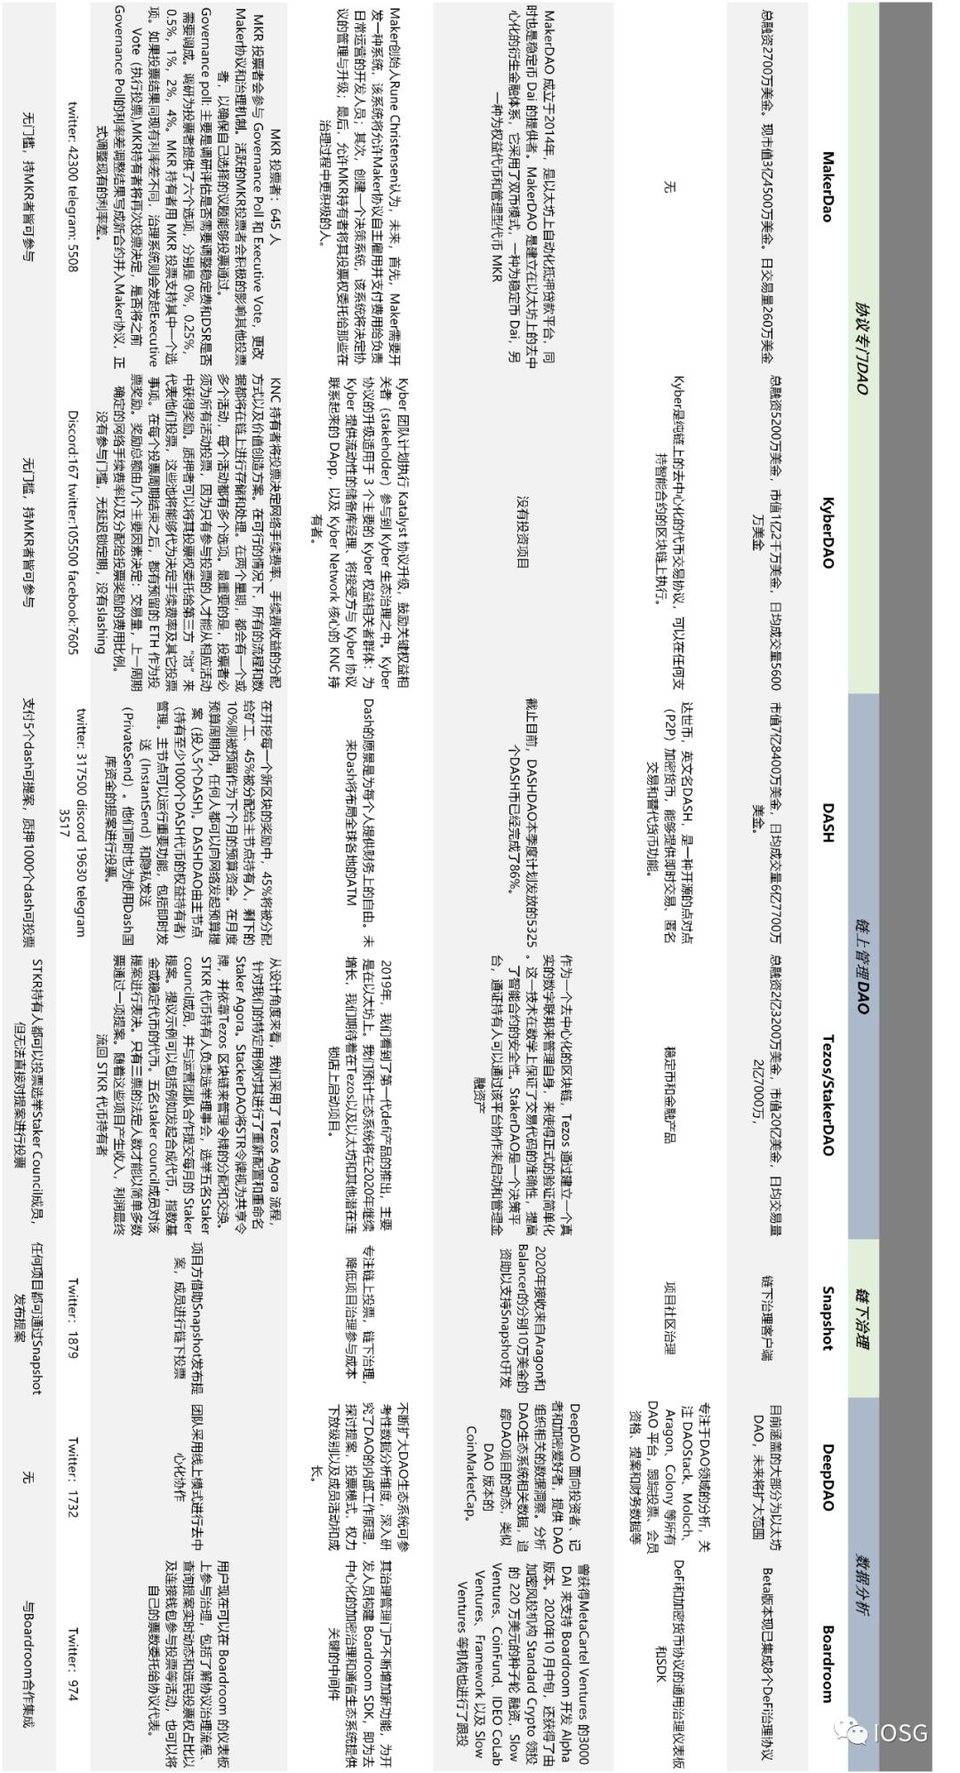 协议专门DAO
链上管理DAO
链下治理
数据分析
MakerDao
KyberDAO
DASH
Tezos/StakerDAO
Snapshot
DeepDAO
Boardroom
总融资2700万美金。现市值3亿4500万美金。日交易量260万美金
总融资5200万美金，市值1亿2千万美金，日均成交量5600
万美金
市值7亿8400万美金，日均成交量6亿7700万
美金。
总融资2亿3200万美金，市值20亿美金，日均交易量
2亿7000万，
链下治理客户端
目前涵盖的大部分为以太坊
DAO，未来将扩大范围
Beta版本现已集成8个DeFi治理协议
无
Kyber是纯链上的去中心化的代币交易协议，可以在任何支
持智能合约的区块链上执行。
达世币，英文名DASH，是一种开源的点对点
（P2P）加密货币，能够提供即时交易、匿名
交易和替代货币功能。
稳定币和金融产品
项目社区治理
专注于DAO领域的分析，关
注 DAOStack, Moloch,
Aragon, Colony 等所有
DAO 平台，跟踪投票、会员
资格、提案和财务数据等
DeFi和加密货币协议的通用治理仪表板
和SDK
MakerDAO 成立于2014年，是以太坊上自动化抵押贷款平台，同
时也是稳定币 Dai 的提供者。MakerDAO 是建立在以太坊上的去中
心化的衍生金融体系，它采用了双币模式，一种为稳定币 Dai，另
一种为权益代币和管理型代币 MKR
没有投资项目
截止目前，DASHDAO本季度计划发放的5325
个DASH币已经完成了86%。
作为一个去中心化的区块链，Tezos 通过建立一个真
实的数字联邦来管理自身，来使得正式的验证简单化
。这一技术在数学上保证了交易代码的准确性，提高
了智能合约的安全性。StakerDAO是一个决策平
台，通证持有人可以通过该平台协作来启动和管理金
融资产
2020年接收来自Aragon和
Balancer的分别10万美金的
资助以支持Snapshot开发
DeepDAO 面向投资者、记
者和加密爱好者，提供 DAO
组织相关的数据洞察。分析
DAO生态系统相关数据，追
踪DAO项目的动态，类似
DAO 版本的
CoinMarketCap。
曾获得MetaCartel Ventures 的3000
DAI 来支持 Boardroom 开发 Alpha
版本。2020年10月中旬，还获得了由
加密风投机构 Standard Crypto 领投
的 220 万美元的种子轮 融资，Slow
Ventures、CoinFund、IDEO CoLab
Ventures、Framework 以及 Slow
Ventures 等机构也进行了跟投
Maker创始人Rune Christensen认为，未来，首先，Maker需要开
发一种系统，该系统将允许Maker协议自主雇用并支付费用给负责
日常运营的开发人员；其次，创建一个决策系统，该系统将决定协
议的管理与升级；最后，允许MKR持有者将其投票权委托给那些在
治理过程中更积极的人。
Kyber 团队计划执行 Katalyst 协议升级，鼓励关键权益相
关者（stakeholder）参与到 Kyber 生态治理之中。Kyber
协议的升级适用于 3 个主要的 Kyber 权益相关者群体：为
Kyber 提供流动性的储备库经理、将接受方与 Kyber 协议
联系起来的 DApp，以及 Kyber Network 核心的 KNC 持
有者。
Dash的愿景是为每个人提供财务上的自由。未
来Dash将布局全球各地的ATM
2019年，我们看到了第一代defi产品的推出，主要
是在以太坊上。我们预计生态系统将在2020年继续
增长，我们期待着在Tezos以及以太坊和其他潜在连
锁店上启动项目。
专注链上投票，链下治理，
降低项目治理参与成本
不断扩大DAO生态系统可参
考性数据分析维度，深入研
究了DAO的内部工作原理，
探讨提案、投票模式、权力
下放级别以及成员活动和成
长。
其治理管理门户不断增加新功能，为开
发人员构建 Boardroom SDK，即为去
中心化的加密治理和通信生态系统提供
关键的中间件
MKR 投票者：645 人
MKR 投票者会参与 Governance Poll 和 Executive Vote，更改
Maker协议和治理机制。活跃的MKR投票者会积极的影响其他投票
者，以确保自己选择的议题能够投票通过。
Governance poll: 主要是调研评估是否需要调整稳定费和DSR是否
需要调成。调研为投票者提供了六个选项，分别是 0%，0.25%，
0.5%，1%，2%，4%。MKR 持有者用 MKR 投票支持其中一个选
项。如果投票结果同现有利率差不同，治理系统则会发起Executive
Vote（执行投票),MKR持有者将再次投票决定，是否将之前
Governance Poll的利率差调整结果写成新合约并入Maker协议，正
式调整现有的利率差。
KNC 持有者将投票决定网络手续费率、手续费收益的分配
方式以及价值创造方案。在可行的情况下，所有的流程和数
据都将在链上进行存储和处理。在两个星期，都会有一个或
多个活动，每个活动都有多个选项。最重要的是，投票者必
须为所有活动投票，因为只有参与投票的人才能从相应活动
中获得奖励。质押者可以将其投票权委托给第三方“池”来
代表他们投票，这些池将能够代为决定手续费率及其它投票
事项。在每个投票周期结束之后，都有预留的 ETH 作为投
票奖励。奖励总额由几个主要因素决定：交易量，上一周期
确定的网络手续费率以及分配给投票奖励的费用比例。
没有参与门槛，无延迟锁定期，没有slashing
在开挖每一个新区块的奖励中，45%将被分配
给矿工、45%被分配给主节点持有人，剩下的
10%则被预留作为下个月的预算资金。在月度
预算周期内，任何人都可以向网络发起预算提
案（投入5个DASH)。DASHDAO由主节点
（持有至少1000个DASH代币的权益持有者）
管理。主节点可以运行重要功能，包括即时发
送（InstantSend）和隐私发送
（PrivateSend）。他们同时也为使用Dash国
库资金的提案进行投票。
从设计角度来看，我们采用了 Tezos Agora 流程，
针对我们的特定用例对其进行了重新配置和重命名
Staker Agora。StackerDAO将STR令牌视为共享令
牌，并依靠Tezos 区块链来管理令牌的分配和交换。
STKR 代币持有人负责选举理事会，选举五名Staker
council成员，并与运营团队合作提交每月的 Staker
提案。提议示例可以包括例如发起合成代币，指数基
金或稳定代币的代币。五名staker council成员对该
提案进行表决。只有三票的法定人数才能以简单多数
票通过一项提案。随着这些项目产生收入，利润最终
流回 STKR 代币持有者
项目方借助Snapshot发布提
案，成员进行链下投票
团队采用线上模式进行去中
心化协作
用户现在可以在 Boardroom 的仪表板
上参与治理，包括了解协议治理流程、
查询提案实时动态和选民投票权占比以
及连接钱包参与投票等活动，也可以将
自己的票数委托给协议代表。
twitter: 42300 telegram: 5508
Discord:167 twitter:105500 facebook:7605
twitter: 317500 discord 19630 telegram
3517
Twitter：1879
Twitter：1732
Twitter：974
无门槛，持MKR者皆可参与
无门槛，持MKR者皆可参与
支付5个dash可提案，质押1000个dash可投票
STKR持有人都可以投票选举Staker Council成员，
但无法直接对提案进行投票
任何项目都可通过Snapshot
发布提案
无
与Boardroom合作集成
IOSG